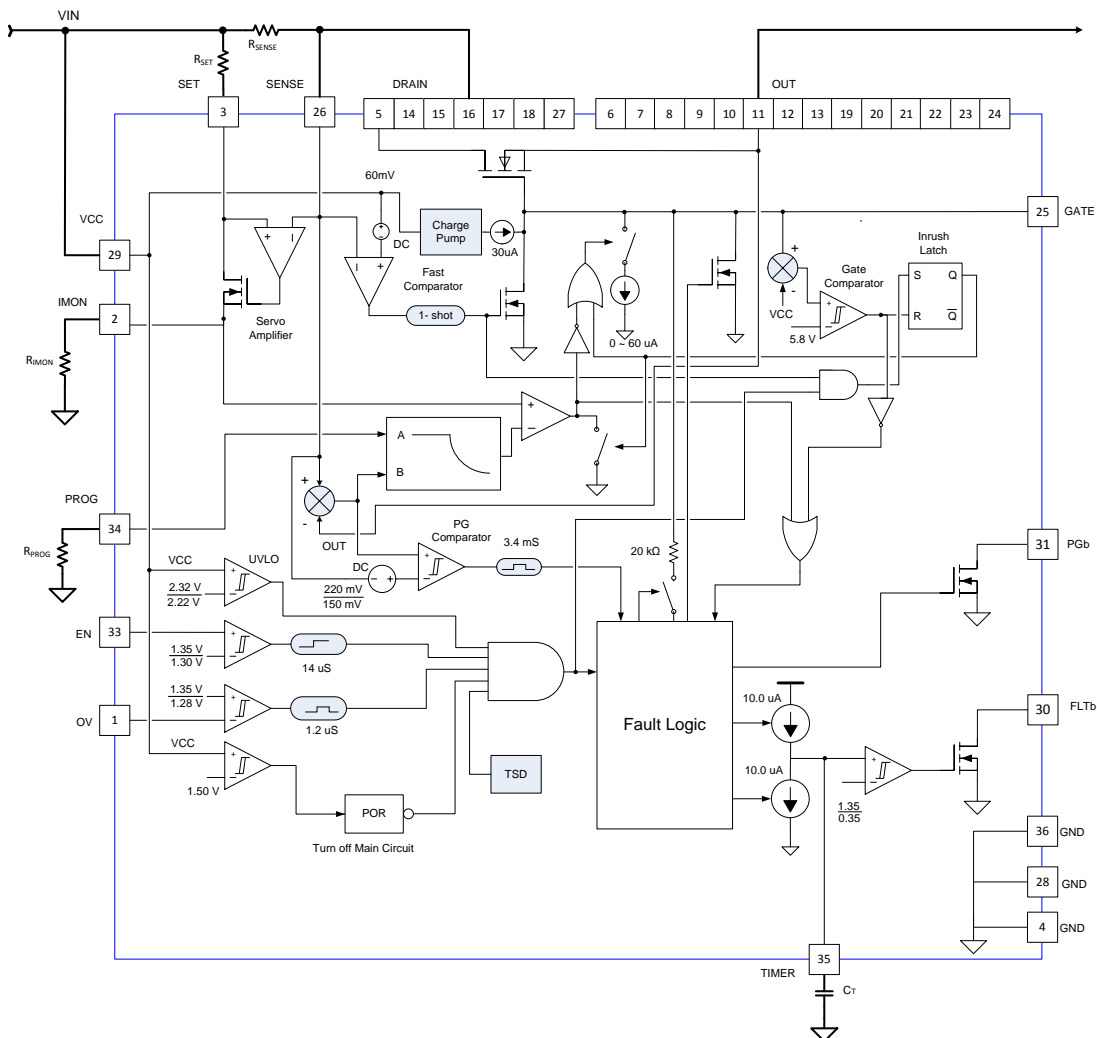 VIN
RSENSE
RSET
SET
SENSE
DRAIN
OUT
3
26
5 14 15 16 17 18 27
6 7 8 9 10 11 12 13 19 20 21 22 23 24
60mV
VCC
29
DC
Charge
Pump
30uA
25
GATE
Inrush
Latch
S Q
R Q
Fast
Comparator
Gate
Comparator
+
-
VCC
5.8 V
IMON
2
Servo
Amplifier
1- shot
0 ~ 60 uA
RIMON
A
B
PROG
34
RPROG
+
-
OUT
PG
Comparator
3.4 mS
20 kΩ
31
PGb
VCC
UVLO
DC
220 mV
150 mV
2.32 V
2.22 V
EN
33
1.35 V
1.30 V
14 uS
1.35 V
1.28 V
1.2 uS
OV
1
VCC
1.50 V
TSD
POR
Turn off Main Circuit
Fault Logic
10.0 uA
10.0 uA
30
FLTb
1.35
0.35
36
GND
28
GND
4
GND
35
TIMER
CT